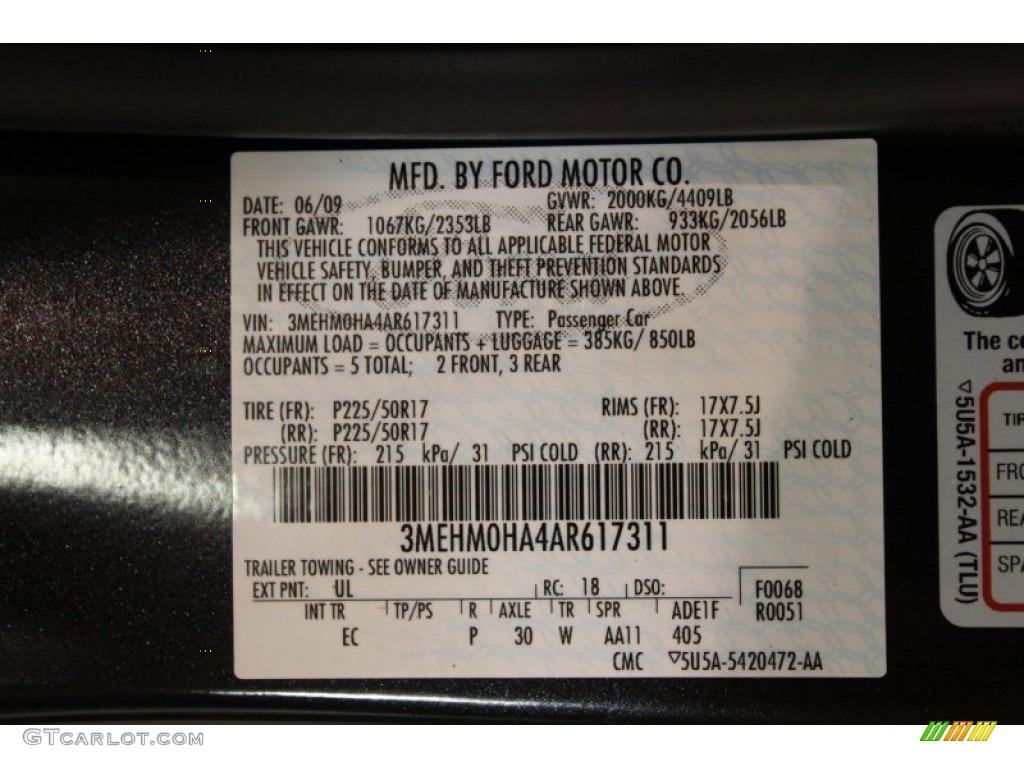 MFD. BY FORD MOTOR CO.
DATE: 06/09 GVWR: 2000KG/4409LB
FRONT GAWR: 1067KG/2353LB REAR GAWR: 933KG/2056LB
THIS VEHICLE CONFORMS TO ALL APPLICABLE FEDERAL MOTOR
VEHICLE SAFETY, BUMPER, AND THEFT PREVENTION STANDARDS
IN EFFECT ON THE DATE OF MANUFACTURE SHOWN ABOVE.
VIN: 3MEHM0HA4AR617311 TYPE: Passenger Car
MAXIMUM LOAD = OCCUPANTS + LUGGAGE = 385KG/ 850LB
OCCUPANTS = 5 TOTAL; 2 FRONT, 3 REAR
TIRE (FR): P225/50R17 RIMS (FR): 17X7.5J
(RR): P225/50R17 (RR): 17X7.5J
PRESSURE (FR): 215 kPa/ 31 PSI COLD (RR): 215 kPa/ 31 PSI COLD
3MEHM0HA4AR617311
TRAILER TOWING - SEE OWNER GUIDE
EXT PNT: UL RC: 18 DSO: F0068
INT TR TP/PS R AXLE TR SPR ADE1F R0051
EC P 30 W AA11 405
CMC ▽5U5A-5420472-AA
The co
an
▽5U5A-1532-AA (TLU)
TIR
FRO
REA
SPA
GTCarlot.com